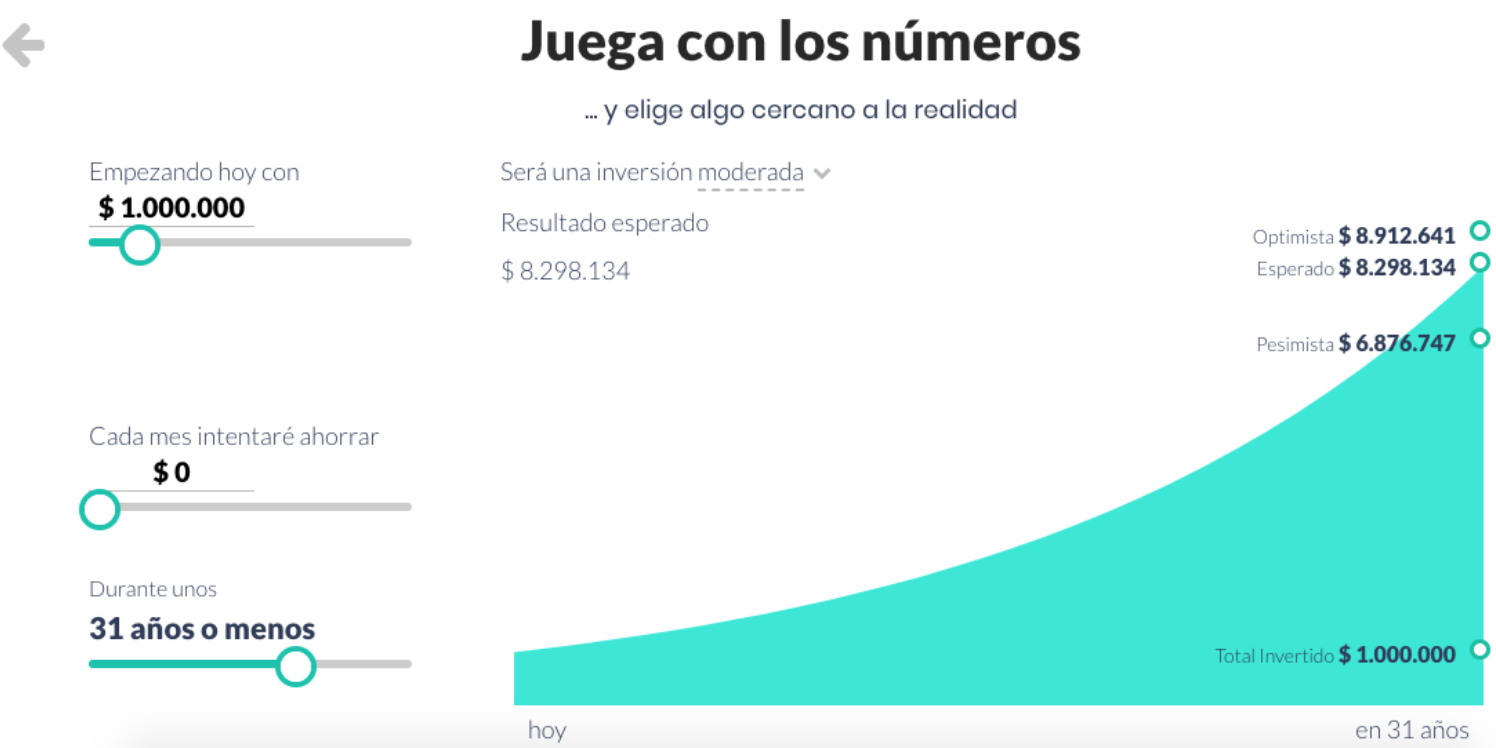 Juega con los números
... y elige algo cercano a la realidad
Empezando hoy con
$ 1.000.000
Cada mes intentaré ahorrar
$ 0
Durante unos
31 años o menos
Será una inversión moderada
Resultado esperado
$ 8.298.134
Optimista $ 8.912.641
Esperado $ 8.298.134
Pesimista $ 6.876.747
Total Invertido $ 1.000.000
hoy
en 31 años